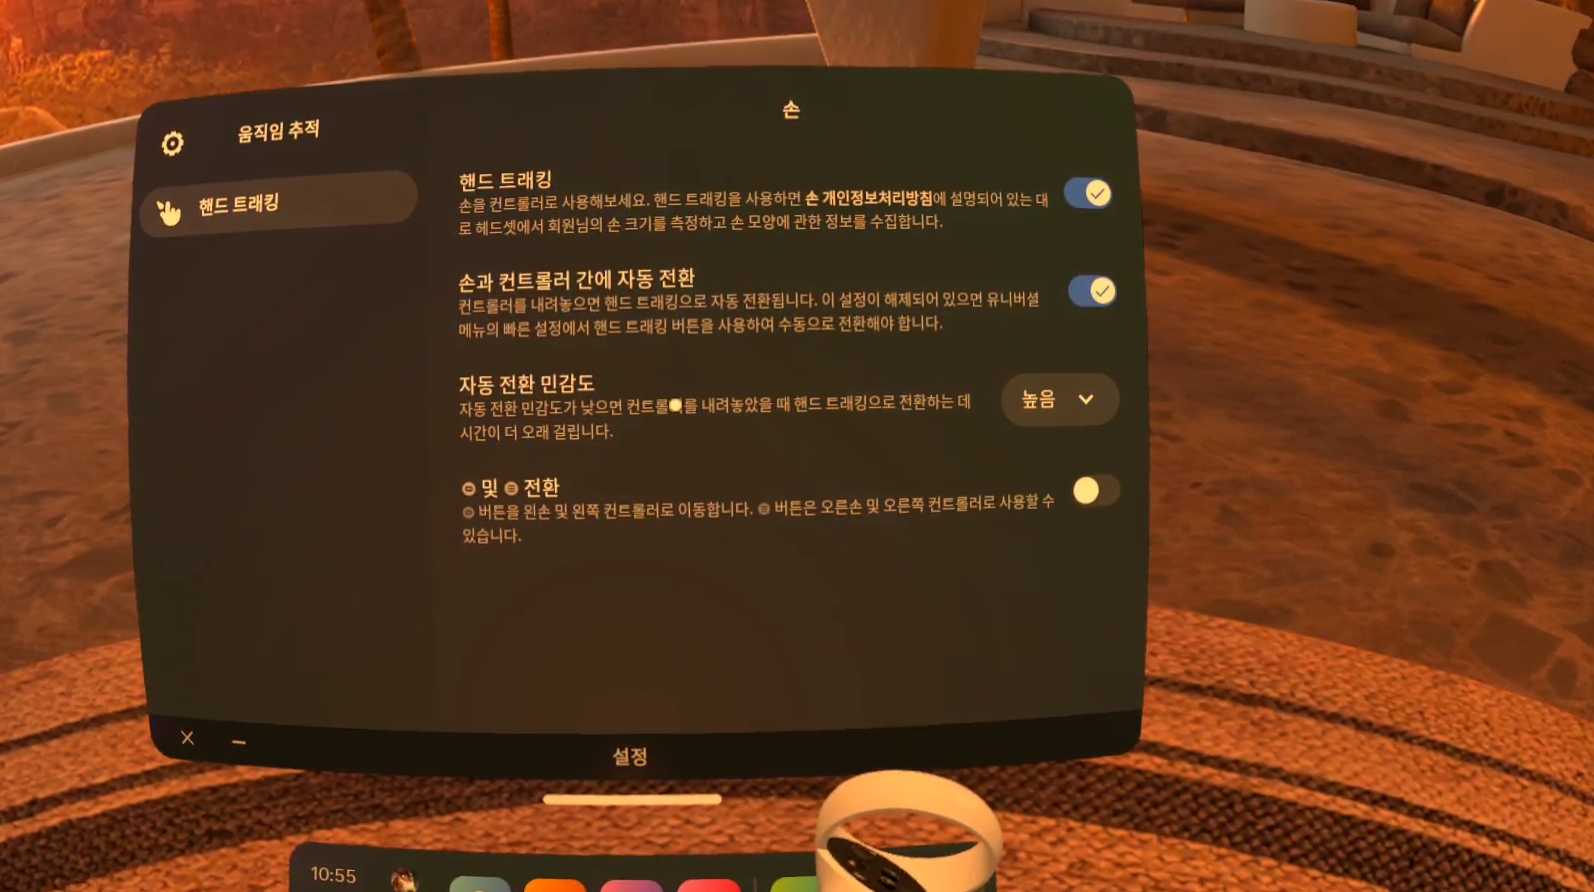 움직임 추적
손
핸드 트래킹
핸드 트래킹
손을 컨트롤러로 사용해보세요. 핸드 트래킹을 사용하면 손 개인정보처리방침에 설명되어 있는 대
로 헤드셋에서 회원님의 손 크기를 측정하고 손 모양에 관한 정보를 수집합니다.
손과 컨트롤러 간에 자동 전환
컨트롤러를 내려놓으면 핸드 트래킹으로 자동 전환됩니다. 이 설정이 해제되어 있으면 유니버셜
메뉴의 빠른 설정에서 핸드 트래킹 버튼을 사용하여 수동으로 전환해야 합니다.
자동 전환 민감도
자동 전환 민감도가 낮으면 컨트롤를 내려놓았을 때 핸드 트래킹으로 전환하는 데
시간이 더 오래 걸립니다.
높음
및 전환
버튼을 왼손 및 왼쪽 컨트롤러로 이동합니다. 버튼은 오른손 및 오른쪽 컨트롤러로 사용할 수
있습니다.
설정
10:55